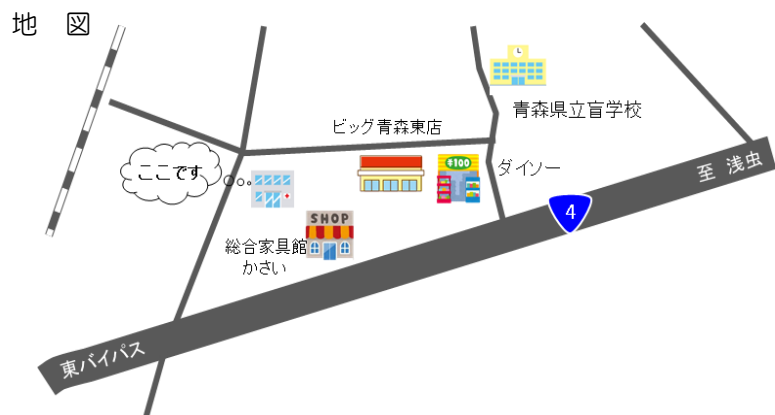 地　図
ビッグ青森東店
青森県立盲学校
ここです
¥100
ダイソー
至 浅虫
4
SHOP
総合家具館
かさい
東バイパス